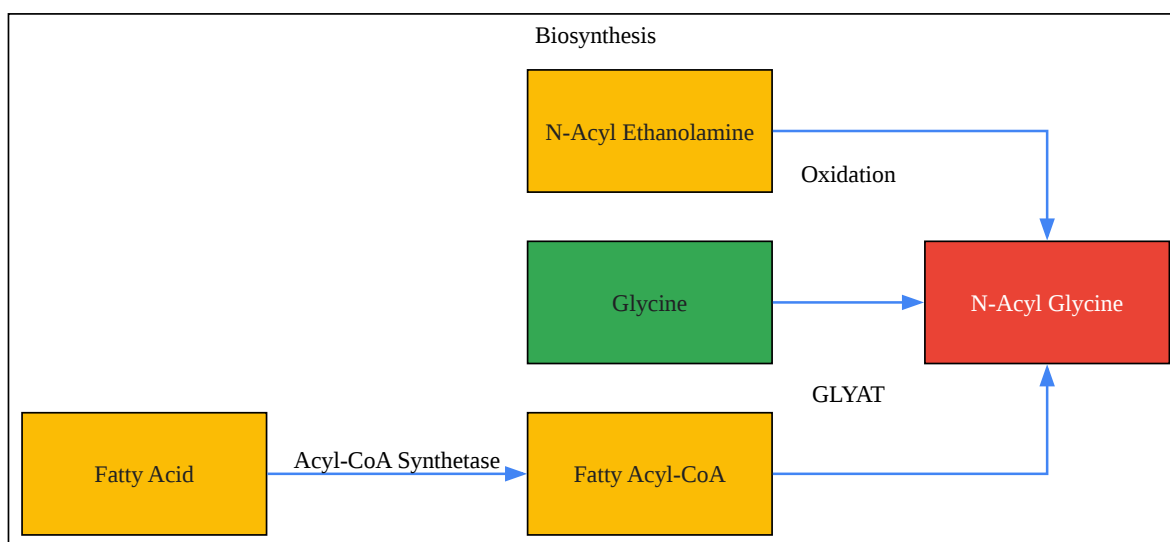 Biosynthesis
N-Acyl Ethanolamine
Oxidation
Glycine
N-Acyl Glycine
GLYAT
Fatty Acid
Acyl-CoA Synthetase
Fatty Acyl-CoA